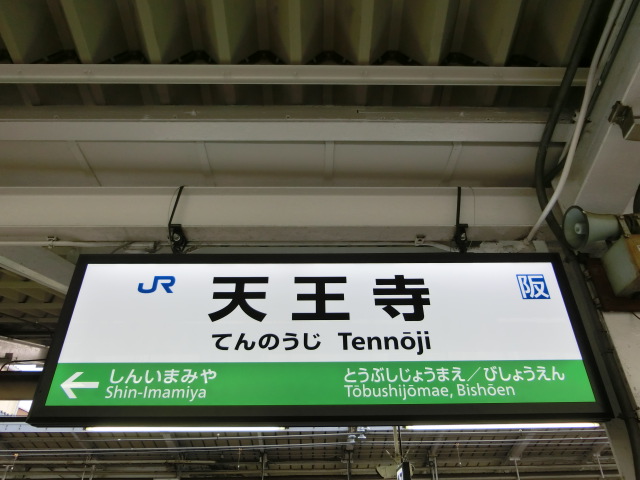 JR 天王寺 阪
てんのうじ Tennōji
← しんいまみや とうぶしじょうまえ／びしょうえん
Shin-Imamiya Tōbushijōmae, Bishōen